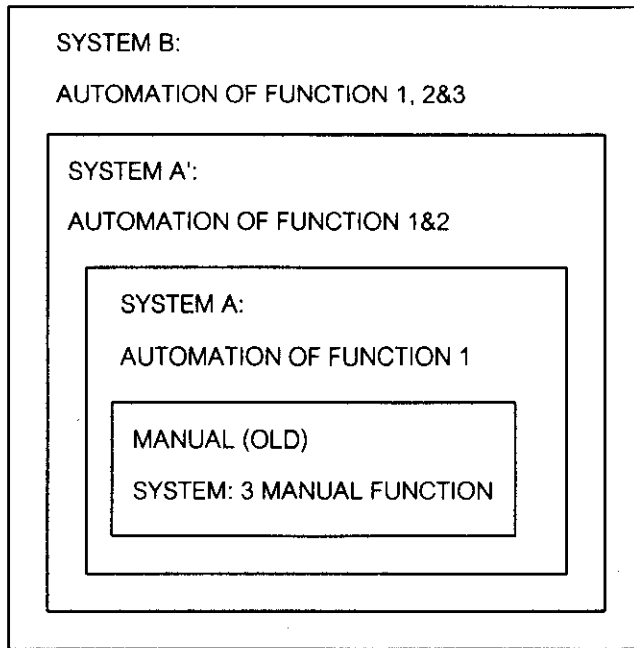 SYSTEM B:
AUTOMATION OF FUNCTION 1, 2&3
SYSTEM A':
AUTOMATION OF FUNCTION 1&2
SYSTEM A:
AUTOMATION OF FUNCTION 1
MANUAL (OLD)
SYSTEM: 3 MANUAL FUNCTION